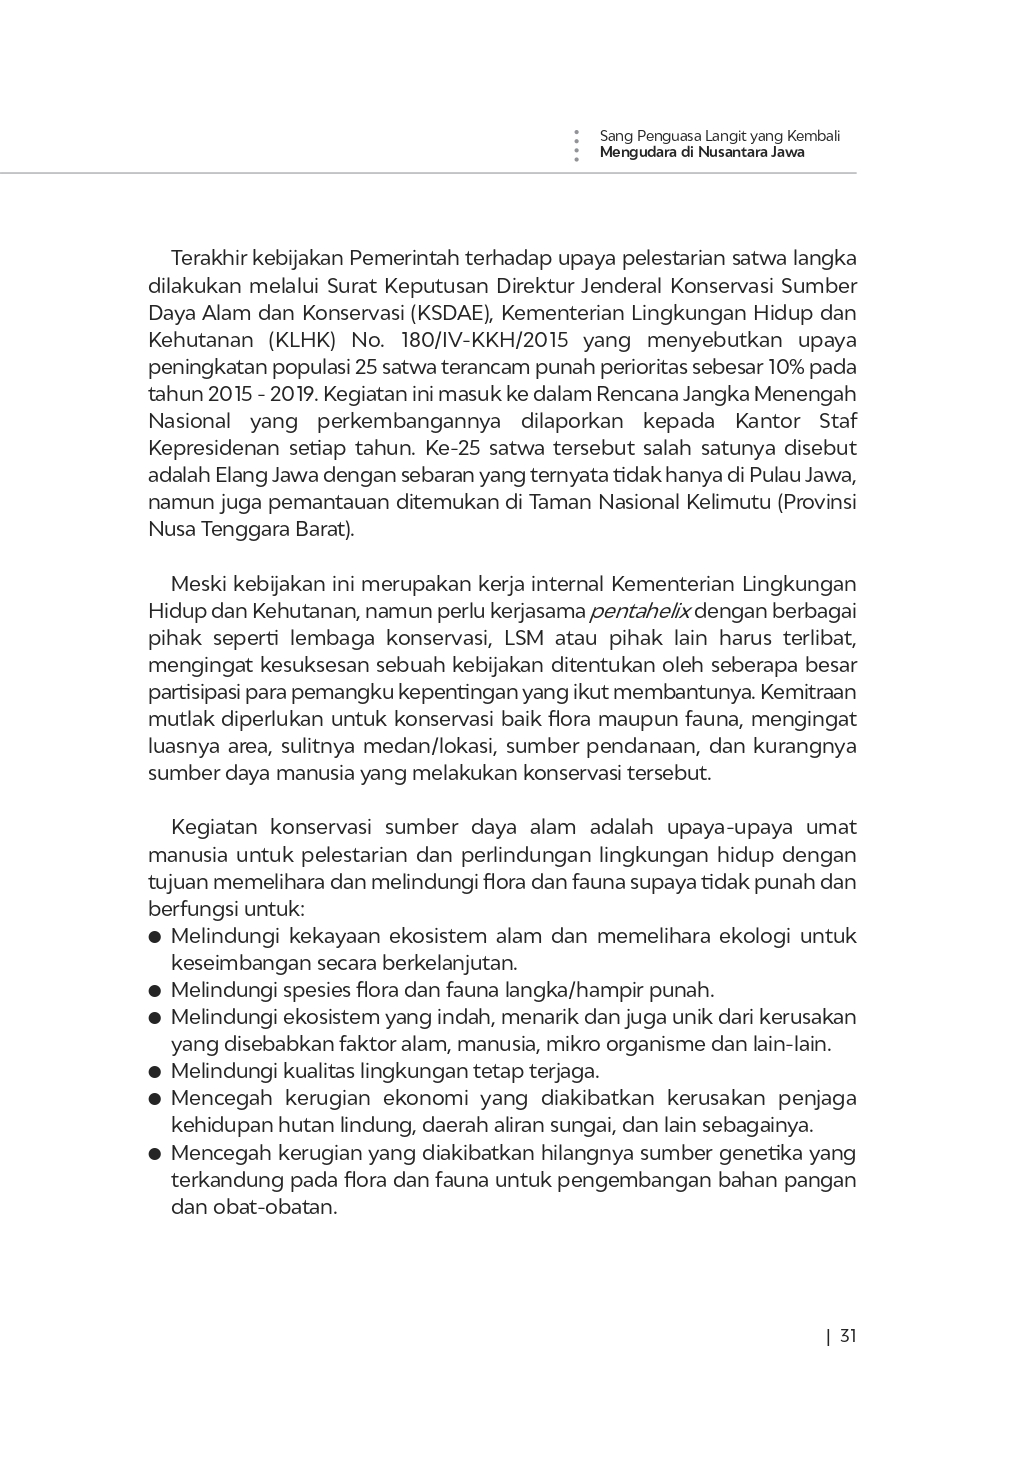 Sang Penguasa Langit yang Kembali
Mengudara di Nusantara Jawa
Terakhir kebijakan Pemerintah terhadap upaya pelestarian satwa langka
dilakukan melalui Surat Keputusan Direktur Jenderal Konservasi Sumber
Daya Alam dan Konservasi (KSDAE), Kementerian Lingkungan Hidup dan
Kehutanan (KLHK) No. 180/IV-KKH/2015 yang menyebutkan upaya
peningkatan populasi 25 satwa terancam punah perioritas sebesar 10% pada
tahun 2015 - 2019. Kegiatan ini masuk ke dalam Rencana Jangka Menengah
Nasional yang perkembangannya dilaporkan kepada Kantor Staf
Kepresidenan setiap tahun. Ke-25 satwa tersebut salah satunya disebut
adalah Elang Jawa dengan sebaran yang ternyata tidak hanya di Pulau Jawa,
namun juga pemantauan ditemukan di Taman Nasional Kelimutu (Provinsi
Nusa Tenggara Barat).
Meski kebijakan ini merupakan kerja internal Kementerian Lingkungan
Hidup dan Kehutanan, namun perlu kerjasama pentahelix dengan berbagai
pihak seperti lembaga konservasi, LSM atau pihak lain harus terlibat,
mengingat kesuksesan sebuah kebijakan ditentukan oleh seberapa besar
partisipasi para pemangku kepentingan yang ikut membantunya. Kemitraan
mutlak diperlukan untuk konservasi baik flora maupun fauna, mengingat
luasnya area, sulitnya medan/lokasi, sumber pendanaan, dan kurangnya
sumber daya manusia yang melakukan konservasi tersebut.
Kegiatan konservasi sumber daya alam adalah upaya-upaya umat
manusia untuk pelestarian dan perlindungan lingkungan hidup dengan
tujuan memelihara dan melindungi flora dan fauna supaya tidak punah dan
berfungsi untuk:
● Melindungi kekayaan ekosistem alam dan memelihara ekologi untuk
keseimbangan secara berkelanjutan.
● Melindungi spesies flora dan fauna langka/hampir punah.
● Melindungi ekosistem yang indah, menarik dan juga unik dari kerusakan
yang disebabkan faktor alam, manusia, mikro organisme dan lain-lain.
● Melindungi kualitas lingkungan tetap terjaga.
● Mencegah kerugian ekonomi yang diakibatkan kerusakan penjaga
kehidupan hutan lindung, daerah aliran sungai, dan lain sebagainya.
● Mencegah kerugian yang diakibatkan hilangnya sumber genetika yang
terkandung pada flora dan fauna untuk pengembangan bahan pangan
dan obat-obatan.
| 31